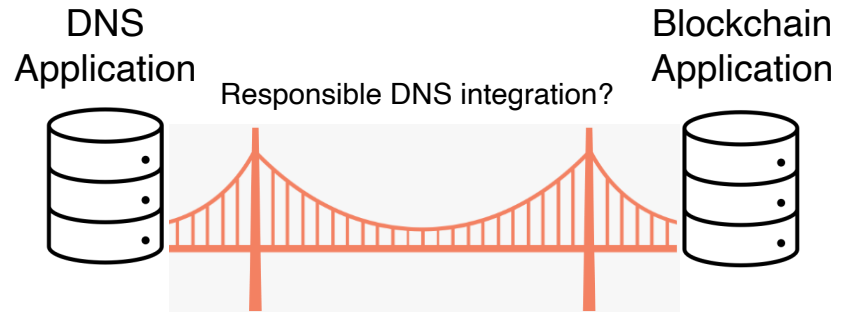 DNS
Application
Blockchain
Application
Responsible DNS integration?